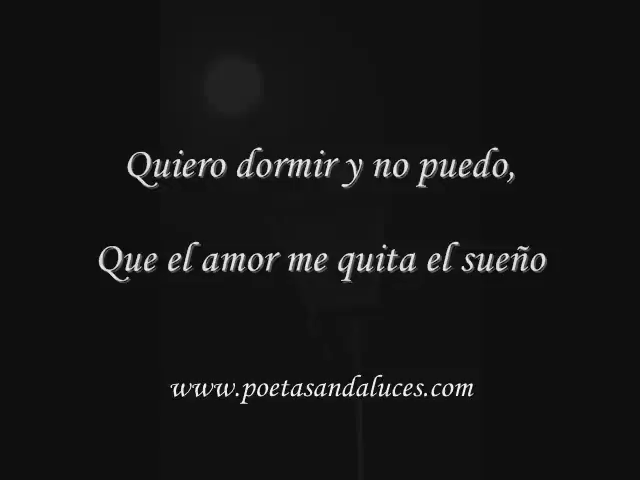 Quiero dormir y no puedo,
Que el amor me quita el sueño
www.poetasandaluces.com